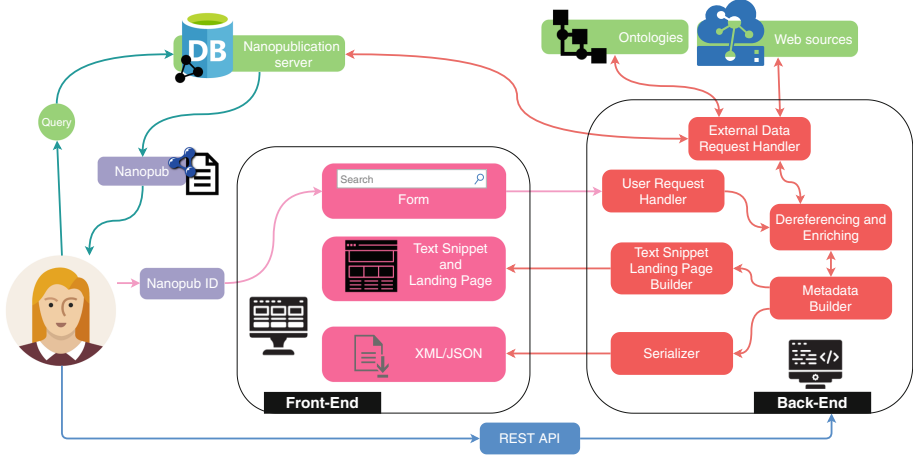 DB
Nanopublication
server
Ontologies
Web sources
Query
External Data
Request Handler
Nanopub
Search
Form
User Request
Handler
Dereferencing and
Enriching
Text Snippet
and
Landing Page
Text Snippet
Landing Page
Builder
Nanopub ID
Metadata
Builder
XML/JSON
Serializer
</>
Front-End
Back-End
REST API